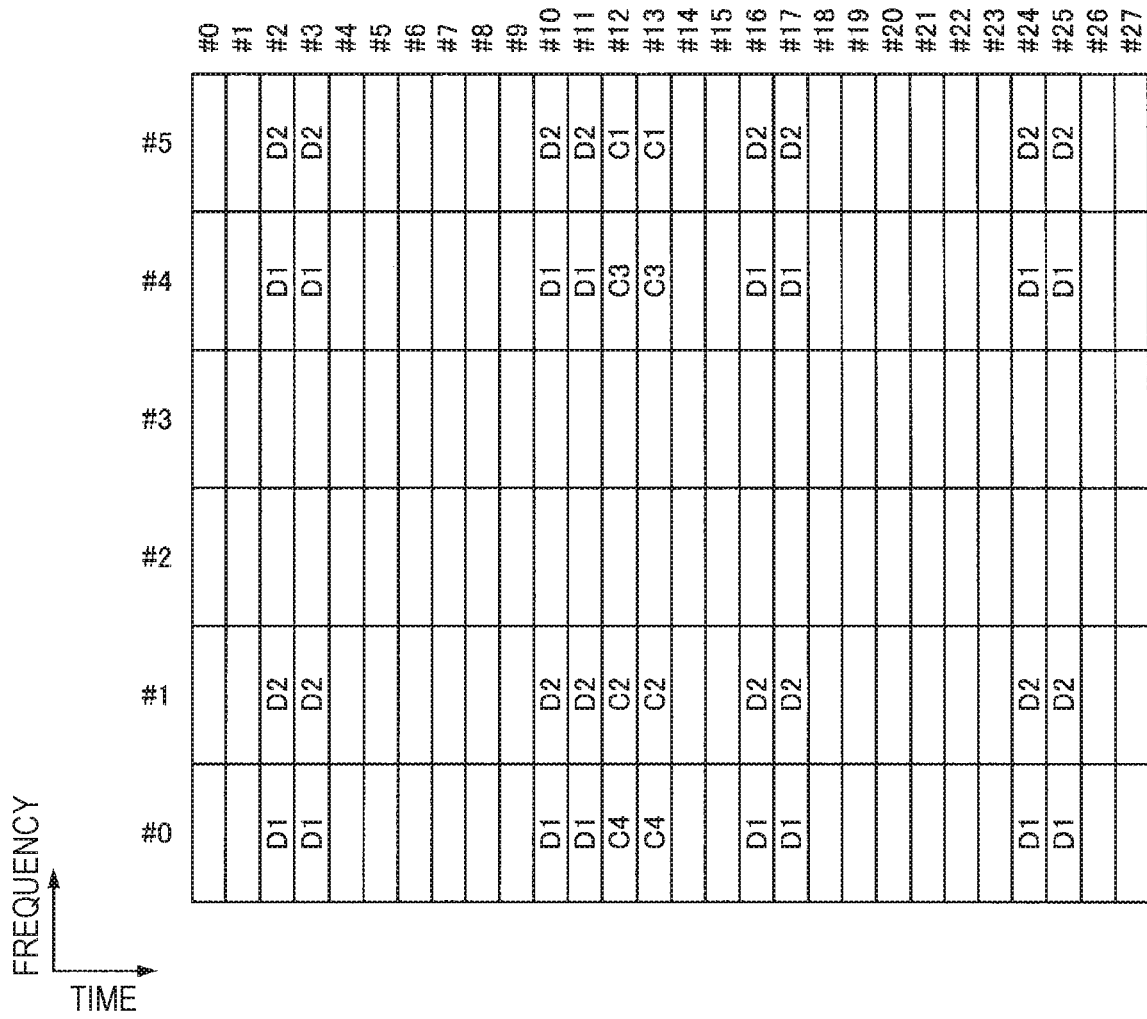 #0 #1 #2 #3 #4 #5 #6 #7 #8 #9 #10 #11 #12 #13 #14 #15 #16 #17 #18 #19 #20 #21 #22 #23 #24 #25 #26 #27
#5 D2 D2 D2 D2 C1 C1 D2 D2 D2 D2
#4 D1 D1 D1 D1 C3 C3 D1 D1 D1 D1
#3
#2
#1 D2 D2 D2 D2 C2 C2 D2 D2 D2 D2
#0 D1 D1 D1 D1 C4 C4 D1 D1 D1 D1
FREQUENCY
TIME